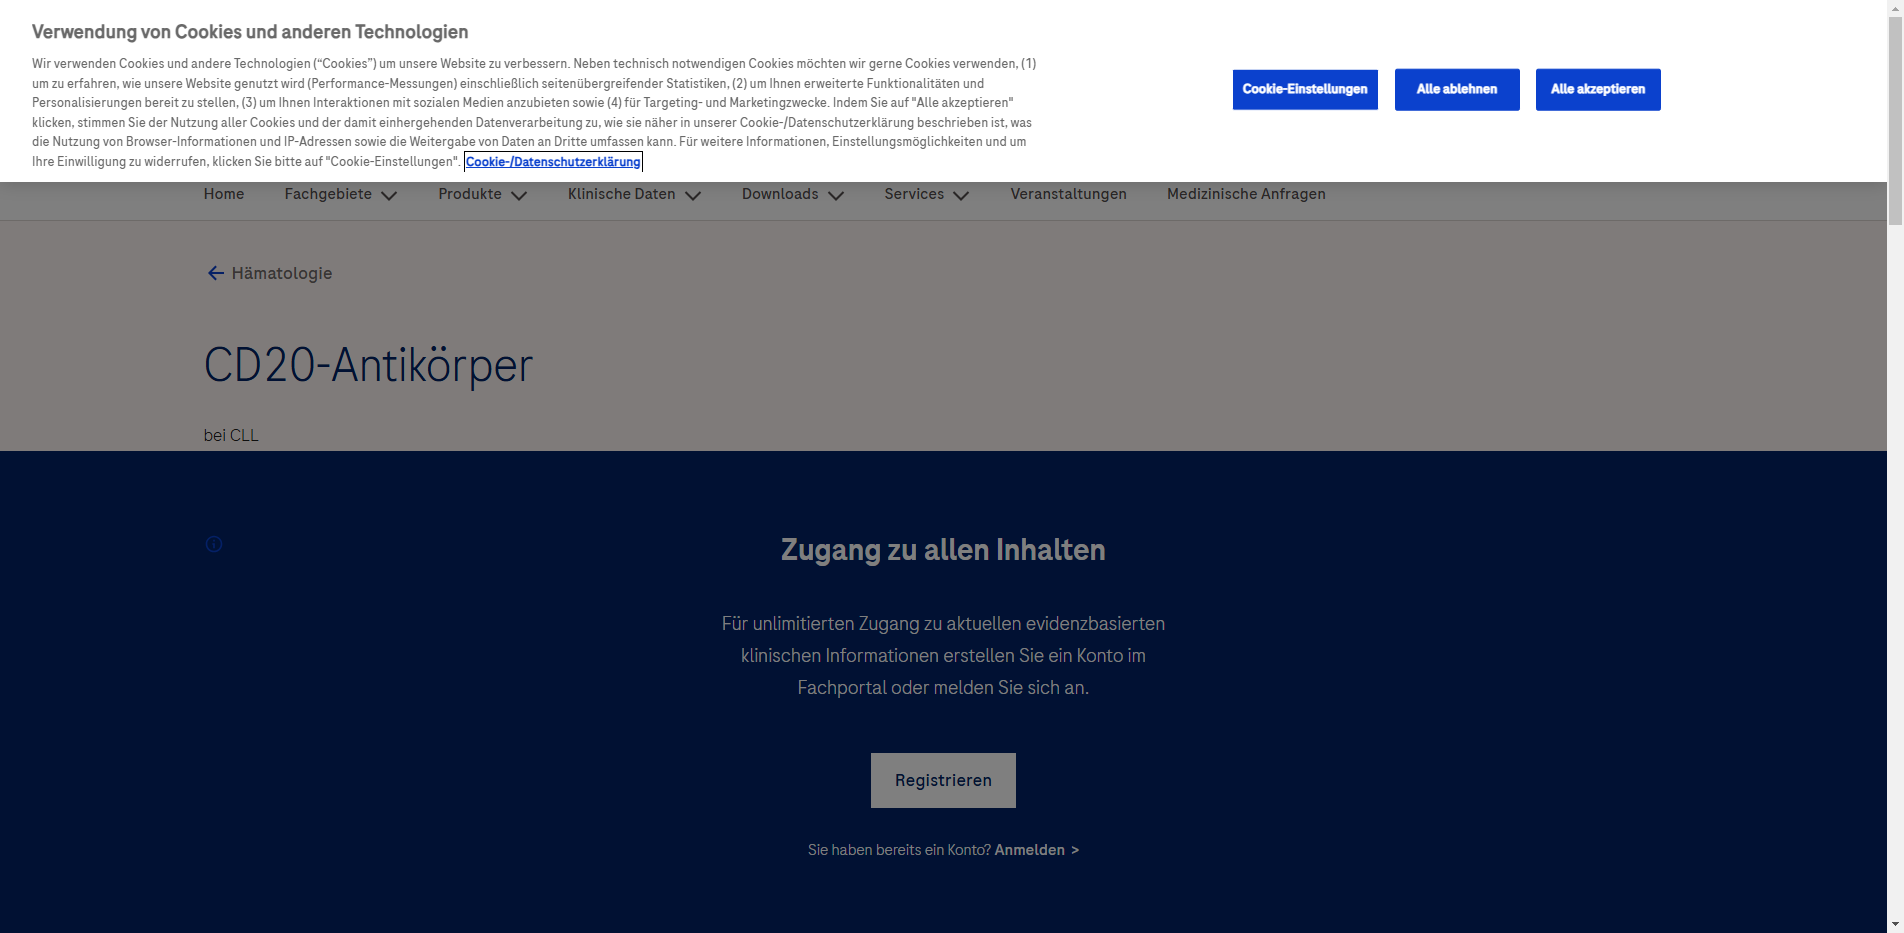 Verwendung von Cookies und anderen Technologien
Wir verwenden Cookies und andere Technologien (“Cookies”) um unsere Website zu verbessern. Neben technisch notwendigen Cookies möchten wir gerne Cookies verwenden, (1)
um zu erfahren, wie unsere Website genutzt wird (Performance-Messungen) einschließlich seitenübergreifender Statistiken, (2) um Ihnen erweiterte Funktionalitäten und
Personalisierungen bereit zu stellen, (3) um Ihnen Interaktionen mit sozialen Medien anzubieten sowie (4) für Targeting- und Marketingzwecke. Indem Sie auf "Alle akzeptieren"
klicken, stimmen Sie der Nutzung aller Cookies und der damit einhergehenden Datenverarbeitung zu, wie sie näher in unserer Cookie-/Datenschutzerklärung beschrieben ist, was
die Nutzung von Browser-Informationen und IP-Adressen sowie die Weitergabe von Daten an Dritte umfassen kann. Für weitere Informationen, Einstellungsmöglichkeiten und um
Ihre Einwilligung zu widerrufen, klicken Sie bitte auf "Cookie-Einstellungen". Cookie-/Datenschutzerklärung
Cookie-Einstellungen Alle ablehnen Alle akzeptieren
Home Fachgebiete Produkte Klinische Daten Downloads Services Veranstaltungen Medizinische Anfragen
Hämatologie
CD20-Antikörper
bei CLL
Zugang zu allen Inhalten
Für unlimitierten Zugang zu aktuellen evidenzbasierten
klinischen Informationen erstellen Sie ein Konto im
Fachportal oder melden Sie sich an.
Registrieren
Sie haben bereits ein Konto? Anmelden >